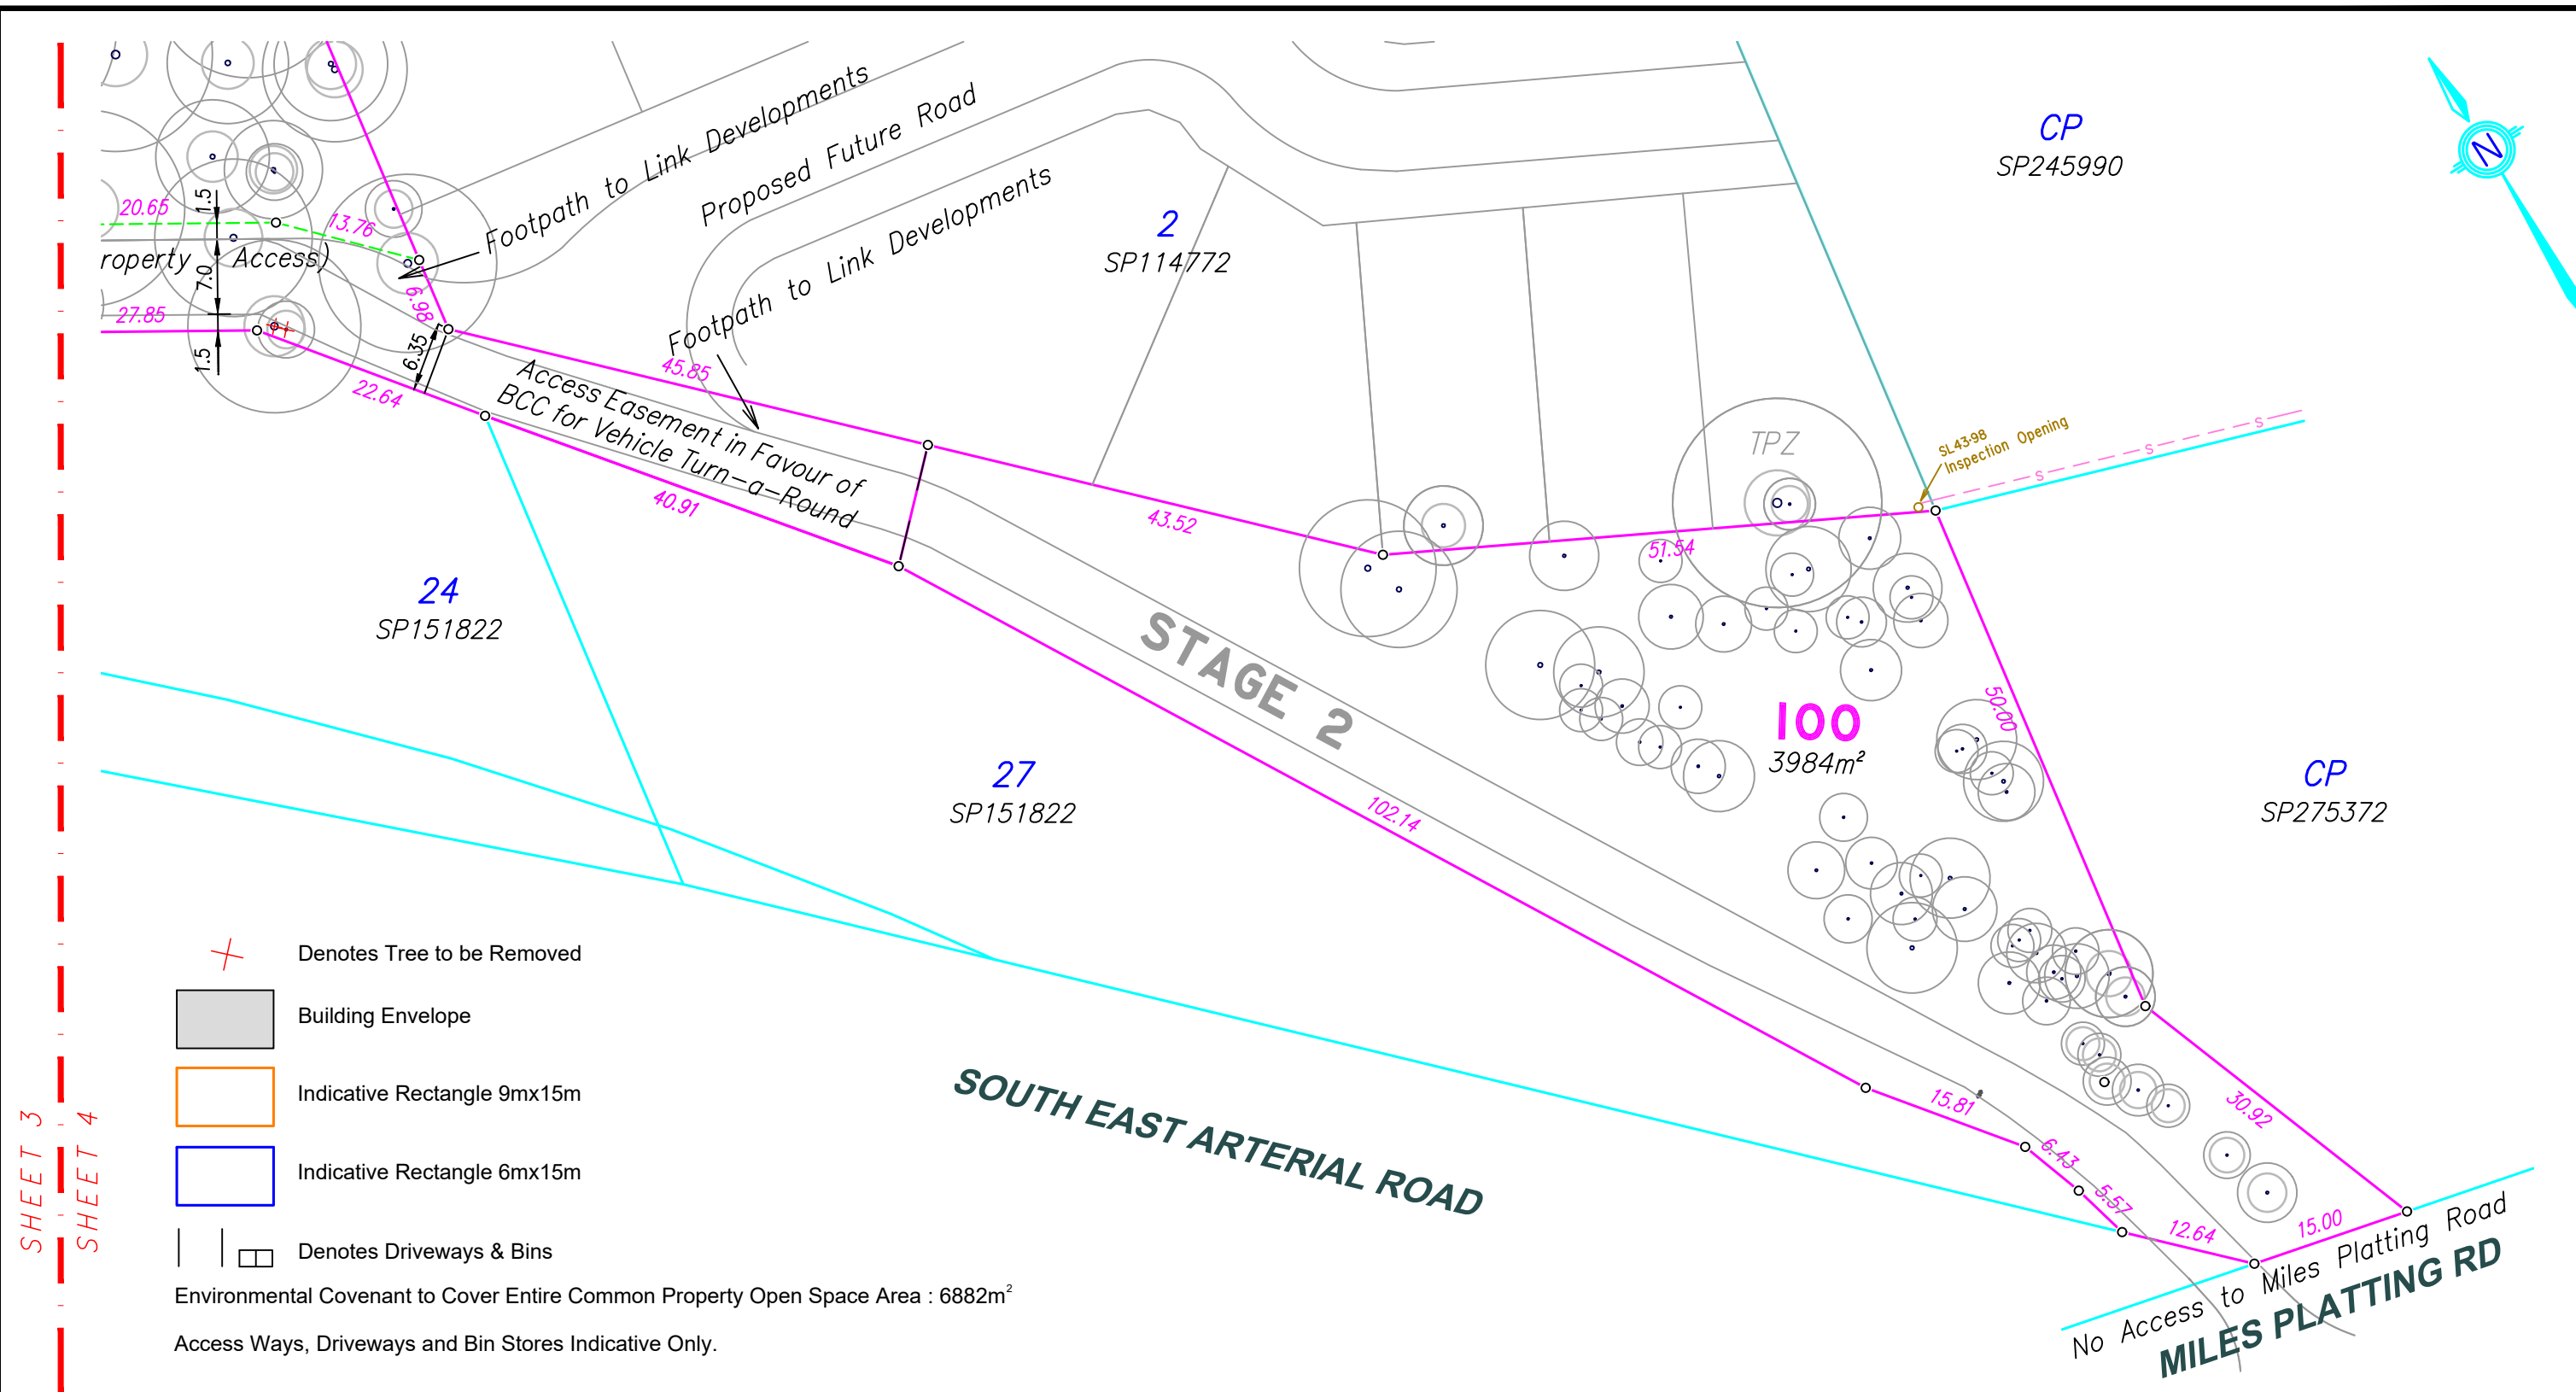 Footpath to Link Developments
Proposed Future Road
Footpath to Link Developments
CP
SP245990
N
2
SP114772
20.65
1.5
13.76
roperty Access)
7.0
6.98
27.85
1.5
6.35
22.64
45.85
Access Easement in Favour of
BCC for Vehicle Turn-a-Round
40.91
43.52
TPZ
SL43-98
Inspection Opening
s
s
s
51.54
24
SP151822
STAGE 2
100
3984m²
50.00
27
SP151822
102.14
CP
SP275372
Denotes Tree to be Removed
Building Envelope
Indicative Rectangle 9mx15m
Indicative Rectangle 6mx15m
Denotes Driveways & Bins
Environmental Covenant to Cover Entire Common Property Open Space Area : 6882m²
Access Ways, Driveways and Bin Stores Indicative Only.
SHEET 3
SHEET 4
SOUTH EAST ARTERIAL ROAD
15.81
6.43
5.57
12.64
30.92
15.00
No Access to Miles Platting Road
MILES PLATTING RD